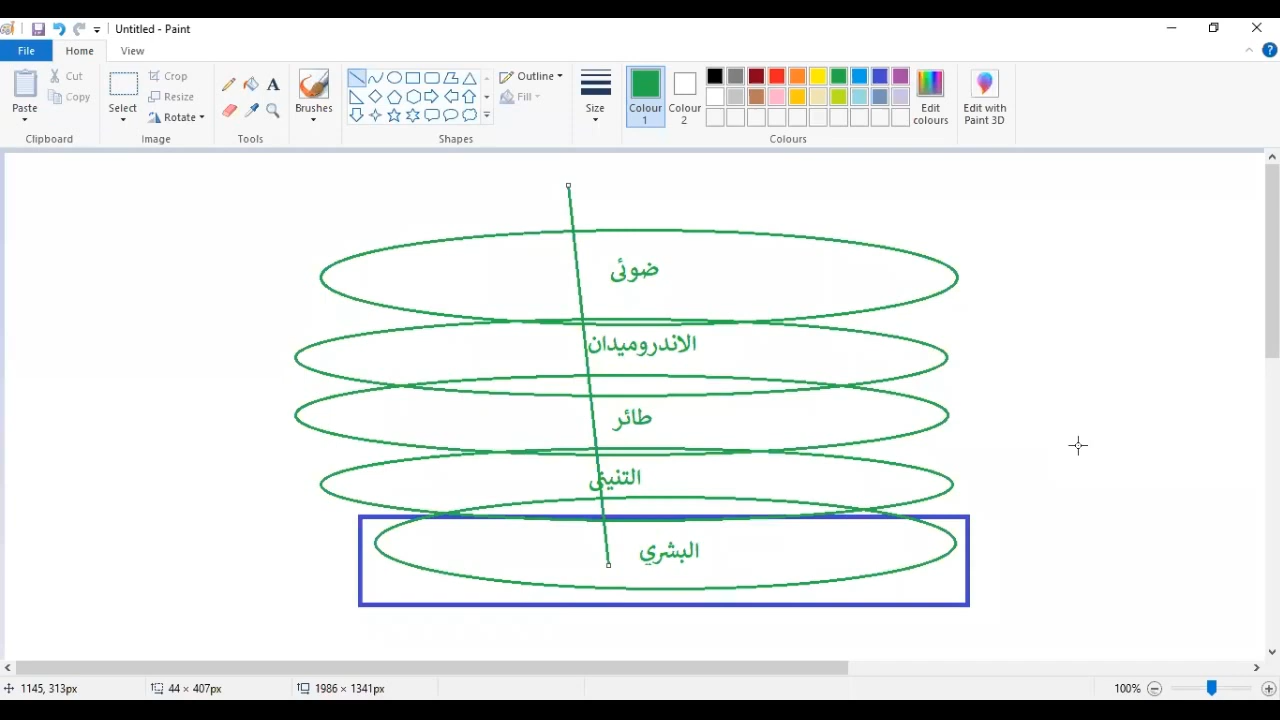 Untitled - Paint
File
Home
View
Paste
Cut
Copy
Clipboard
Select
Crop
Resize
Rotate
Image
A
Tools
Brushes
Outline
Fill
Shapes
Size
Colour 1
Colour 2
Edit colours
Colours
Edit with Paint 3D
ضوئى
الاندروميدان
طائر
التنينى
البشري
1145, 313px
44 × 407px
1986 × 1341px
100%